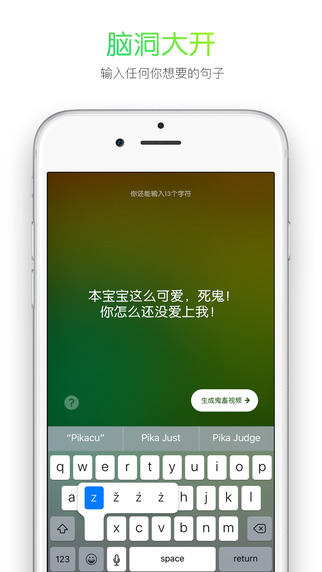 脑洞大开
输入任何你想要的句子
你还能输入13个字符
本宝宝这么可爱，死鬼！
你怎么还没爱上我！
?
生成鬼畜视频
"Pikacu" Pika Just Pika Judge
q w e r t y u i o p
a z ž ź ż h j k l
x c v b n m
123 space return